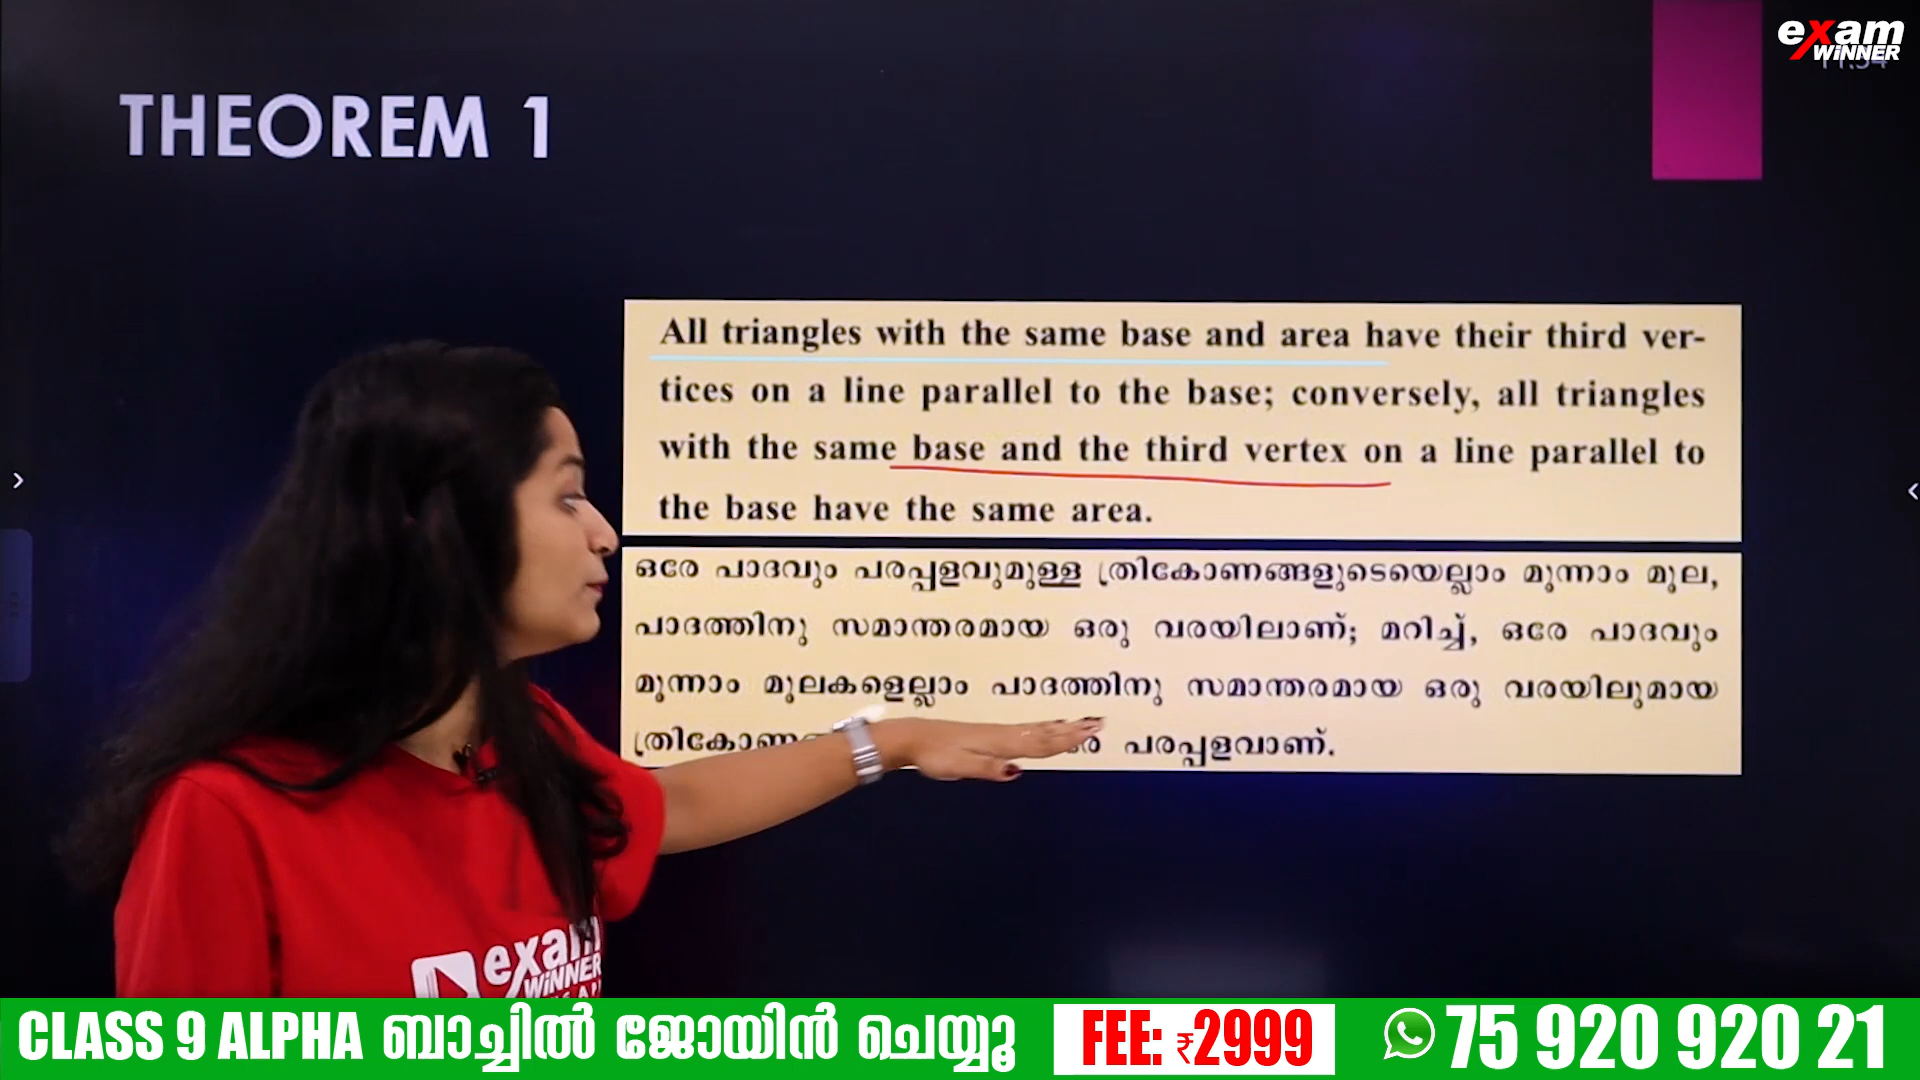 exam
WiNNER
THEOREM 1
All triangles with the same base and area have their third ver-
tices on a line parallel to the base; conversely, all triangles
with the same base and the third vertex on a line parallel to
the base have the same area.
ഒരേ പാദവും പരപ്പളവുമുള്ള ത്രികോണങ്ങളുടെയെല്ലാം മൂന്നാം മൂല,
പാദത്തിനു സമാന്തരമായ ഒരു വരയിലാണ്; മറിച്ച്, ഒരേ പാദവും
മൂന്നാം മൂലകളെല്ലാം പാദത്തിനു സമാന്തരമായ ഒരു വരയിലുമായ
പരപ്പളവാണ്.
exam
WiNNER
CLASS 9 ALPHA ബാച്ചിൽ ജോയിൻ ചെയ്യൂ FEE: ₹2999 75 920 920 21